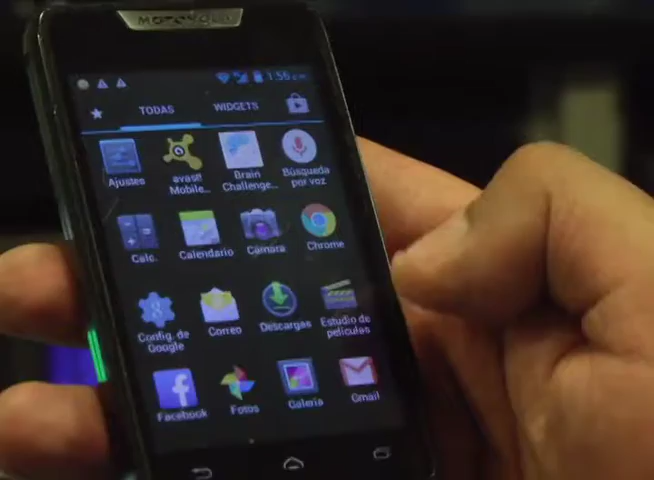 MOTOROLA
1:56 p.m.
TODAS
WIDGETS
Ajustes
avast!
Mobile...
Brain
Challenge...
Búsqueda
por voz
Calc.
Calendario
Cámara
Chrome
Config. de
Google
Correo
Descargas
Estudio de
películas
Facebook
Fotos
Galería
Gmail